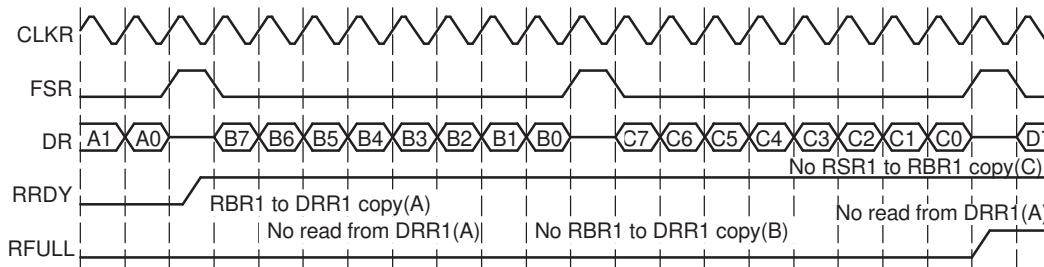 CLKR
FSR
DR A1 A0 B7 B6 B5 B4 B3 B2 B1 B0 C7 C6 C5 C4 C3 C2 C1 C0
No RSR1 to RBR1 copy(C)
RRDY
RBR1 to DRR1 copy(A)
No read from DRR1(A)
No RBR1 to DRR1 copy(B)
No read from DRR1(A)
RFULL